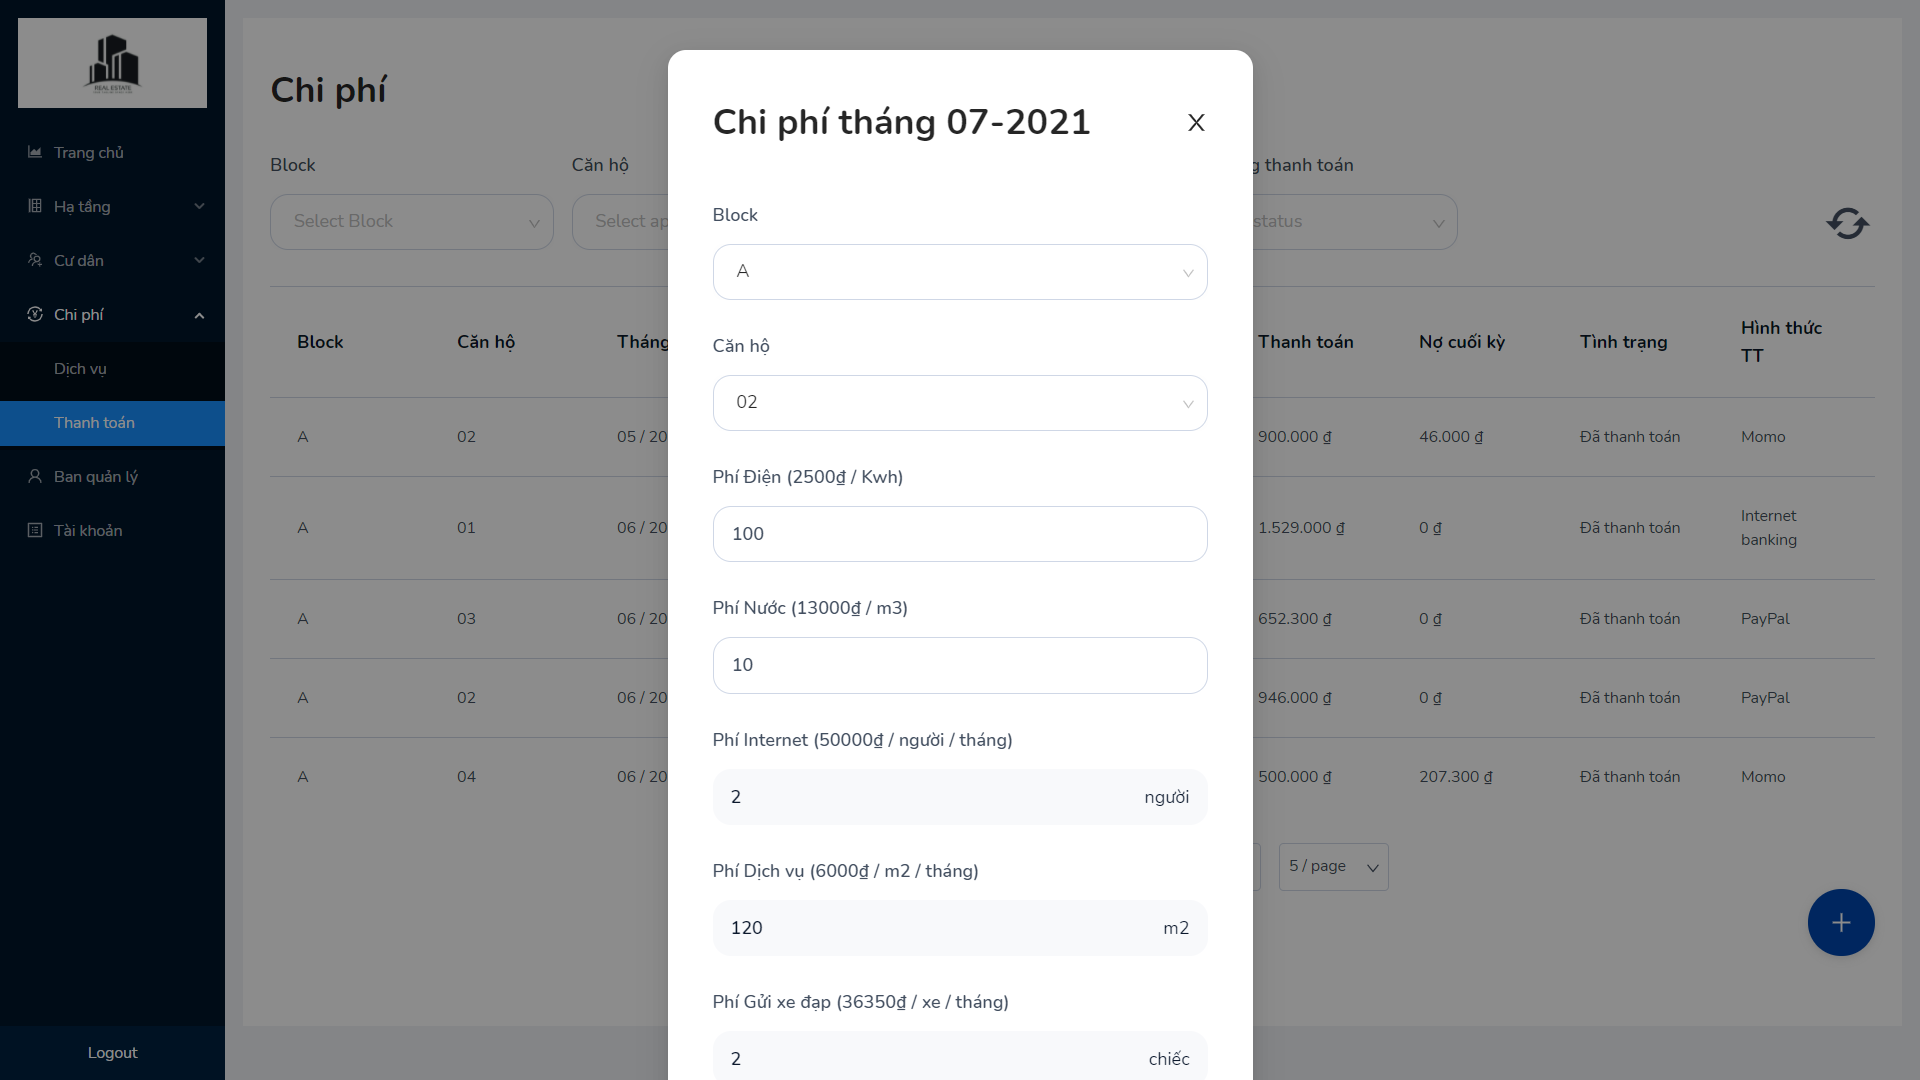 REAL ESTATE
Trang chủ
Hạ tầng
Cư dân
Chi phí
Dịch vụ
Thanh toán
Ban quản lý
Tài khoản
Logout
Chi phí
Block
Căn hộ
g thanh toán
Select Block
Select ap
status
Block
Căn hộ
Tháng
Thanh toán
Nợ cuối kỳ
Tình trạng
Hình thức
TT
A
02
05 / 20
900.000 ₫
46.000 ₫
Đã thanh toán
Momo
A
01
06 / 20
1.529.000 ₫
0 ₫
Đã thanh toán
Internet
banking
A
03
06 / 20
652.300 ₫
0 ₫
Đã thanh toán
PayPal
A
02
06 / 20
946.000 ₫
0 ₫
Đã thanh toán
PayPal
A
04
06 / 20
500.000 ₫
207.300 ₫
Đã thanh toán
Momo
5 / page
Chi phí tháng 07-2021
X
Block
A
Căn hộ
02
Phí Điện (2500₫ / Kwh)
100
Phí Nước (13000₫ / m3)
10
Phí Internet (50000₫ / người / tháng)
2 người
Phí Dịch vụ (6000₫ / m2 / tháng)
120 m2
Phí Gửi xe đạp (36350₫ / xe / tháng)
2 chiếc